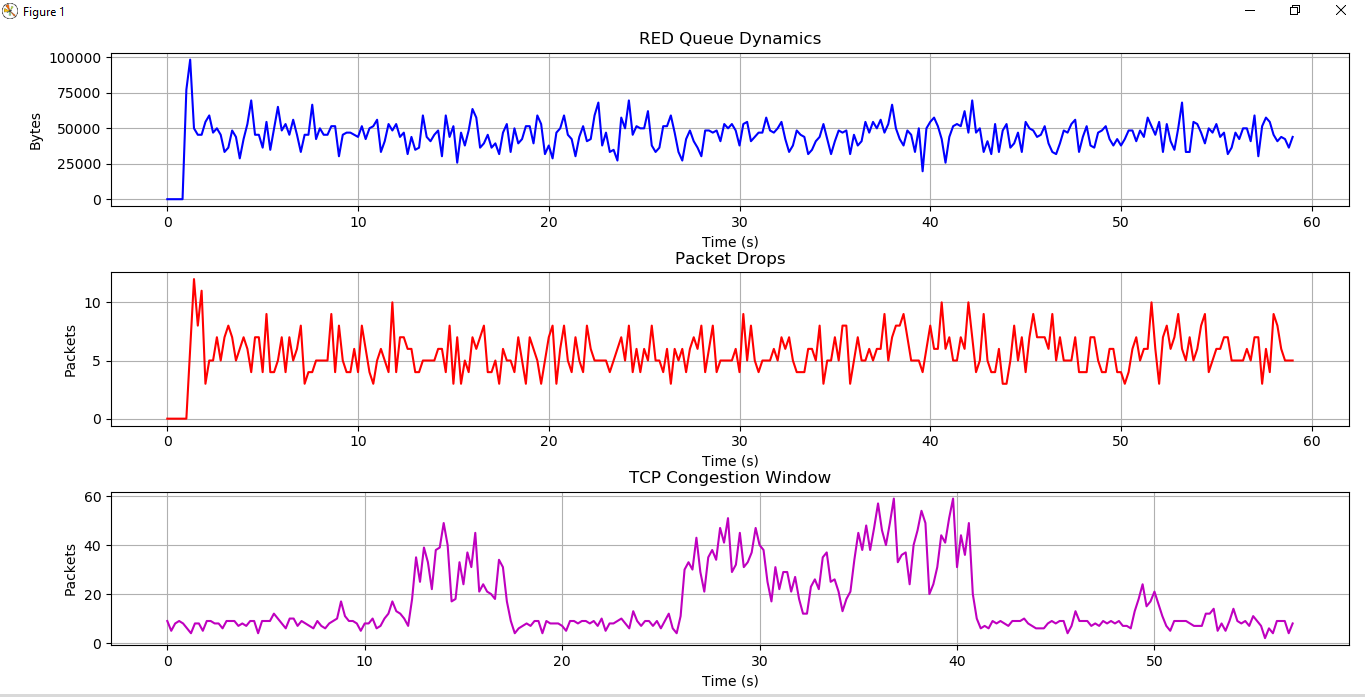 Figure 1
RED Queue Dynamics
100000
75000
50000
25000
0
Bytes
0 10 20 30 40 50 60
Time (s)
Packet Drops
10
5
0
Packets
0 10 20 30 40 50 60
Time (s)
TCP Congestion Window
60
40
20
0
Packets
0 10 20 30 40 50
Time (s)